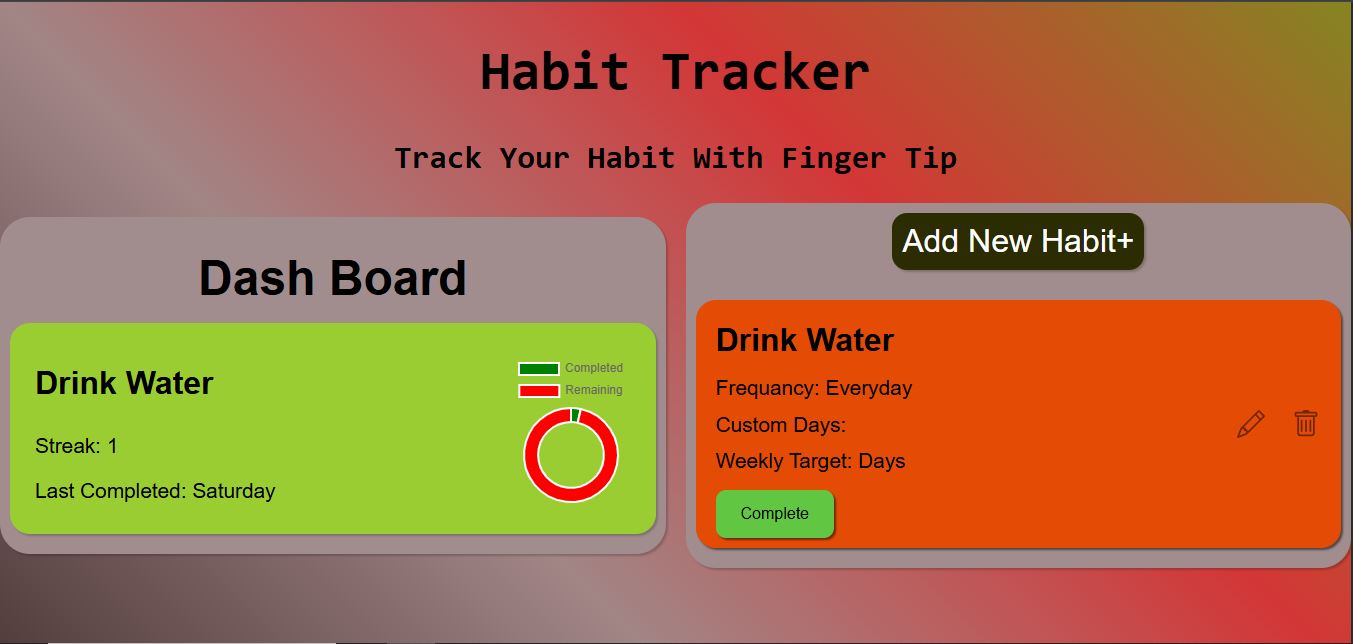 Habit Tracker
Track Your Habit With Finger Tip
Dash Board
Drink Water
Streak: 1
Last Completed: Saturday
Completed
Remaining
Add New Habit+
Drink Water
Frequancy: Everyday
Custom Days:
Weekly Target: Days
Complete